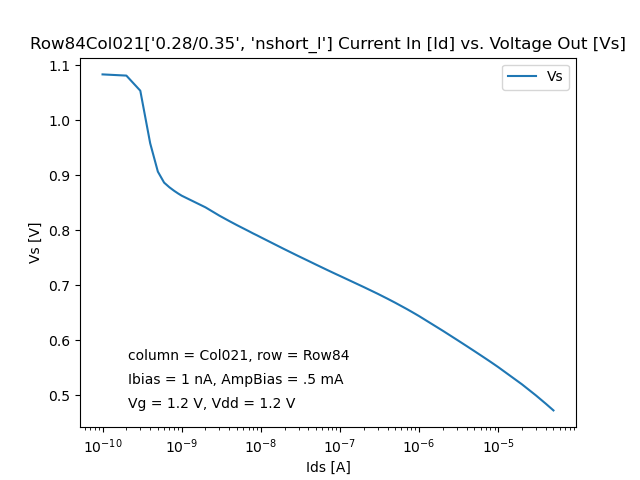 Row84Col021['0.28/0.35', 'nshort_l'] Current In [Id] vs. Voltage Out [Vs]
Vs
1.1
1.0
0.9
0.8
0.7
0.6
0.5
Vs [V]
column = Col021, row = Row84
Ibias = 1 nA, AmpBias = .5 mA
Vg = 1.2 V, Vdd = 1.2 V
10⁻¹⁰ 10⁻⁹ 10⁻⁸ 10⁻⁷ 10⁻⁶ 10⁻⁵
Ids [A]